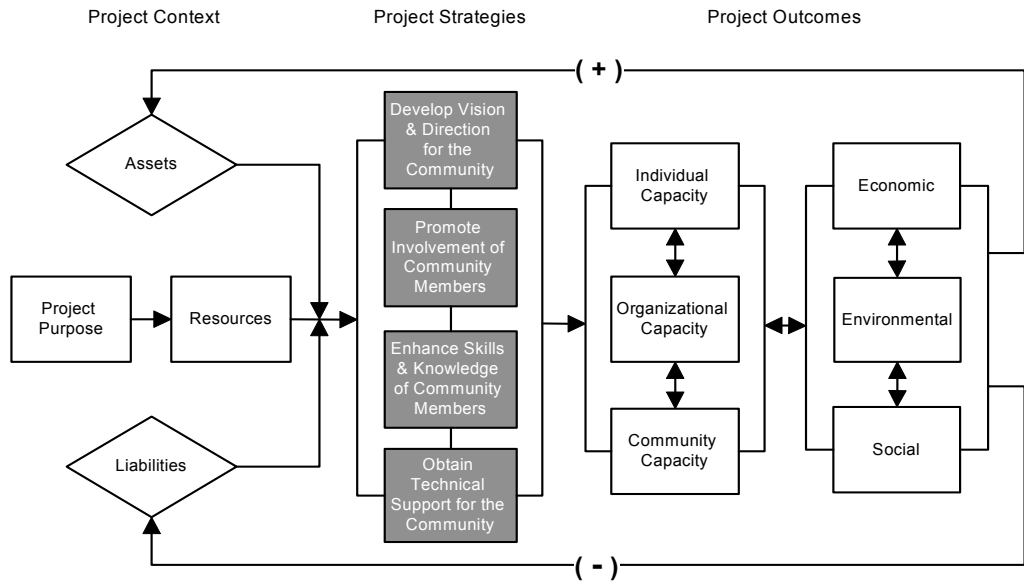 Project Context
Project Strategies
Project Outcomes
( + )
Assets
Project
Purpose
Resources
Liabilities
Develop Vision
& Direction
for the
Community
Promote
Involvement of
Community
Members
Enhance Skills
& Knowledge
of Community
Members
Obtain
Technical
Support for the
Community
Individual
Capacity
Organizational
Capacity
Community
Capacity
Economic
Environmental
Social
( - )